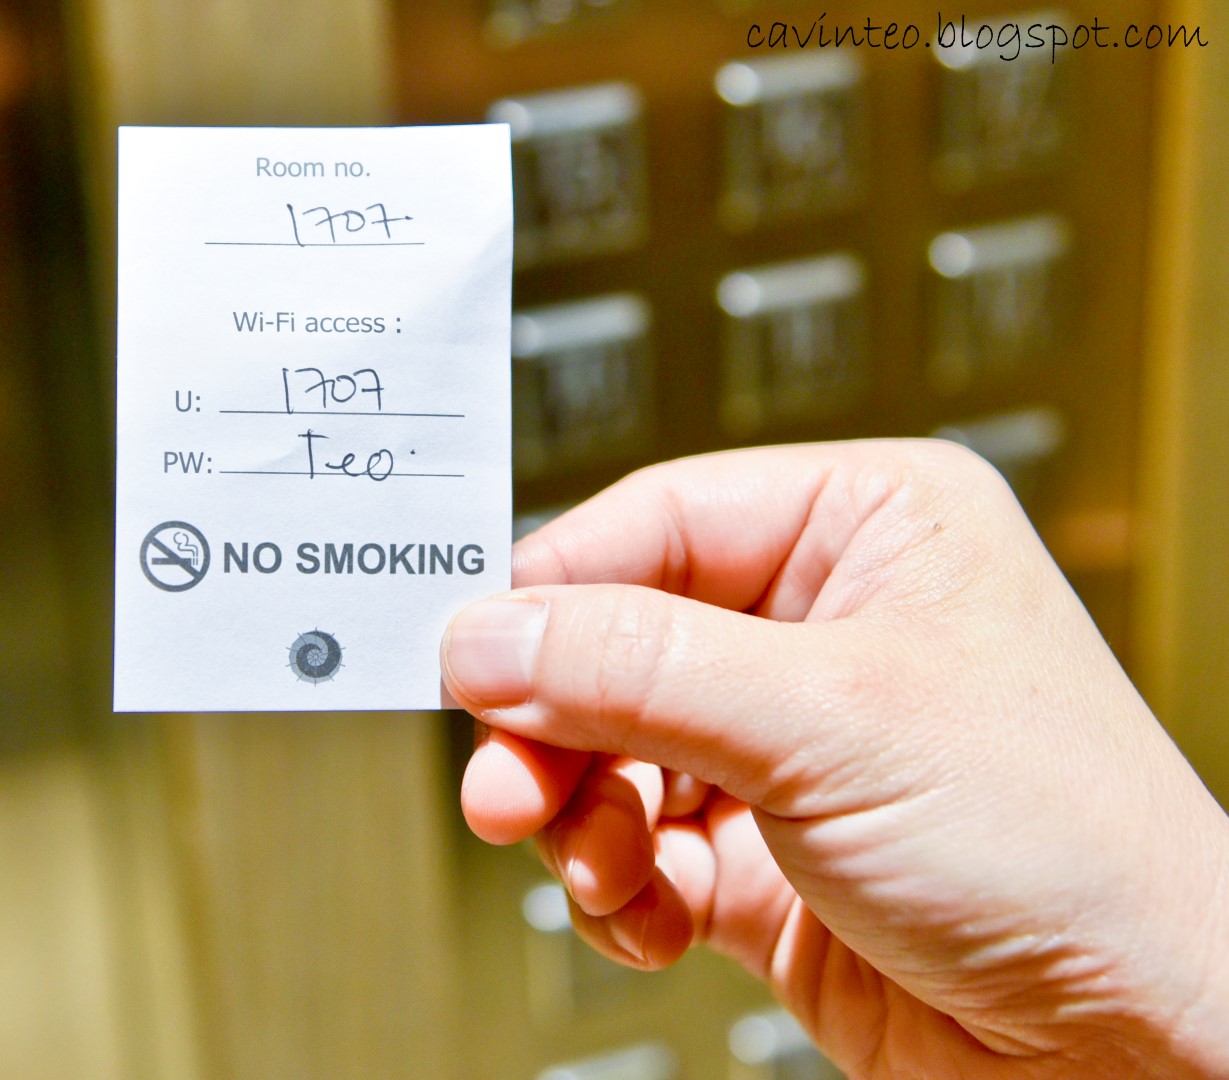 cavinteo.blogspot.com
Room no.
1707.
Wi-Fi access :
U: 1707
PW: Teo.
NO SMOKING